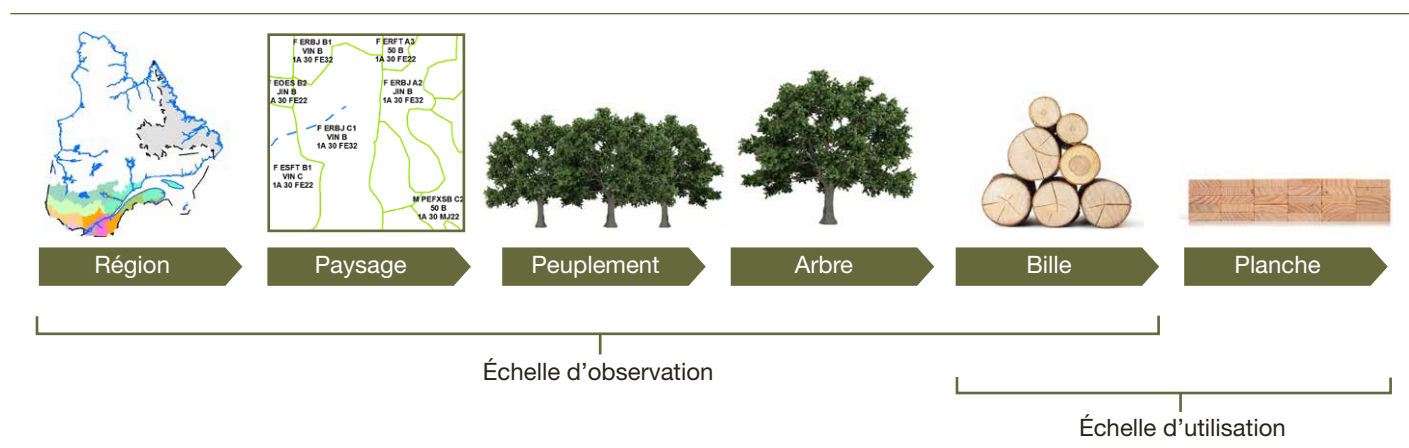 F ERBJ B1
VIN B
1A 30 FE32
F ERFT A3
50 B
1A 30 FE22
EOES B2
JIN B
A 30 FE22
F ERBJ A2
JIN B
1A 30 FE32
F ERBJ C1
VIN B
1A 30 FE32
F ESFT B1
VIN C
1A 30 FE22
M PEFXSB C2
50 B
1A 30 MJ22
Région
Paysage
Peuplement
Arbre
Bille
Planche
Échelle d’observation
Échelle d’utilisation